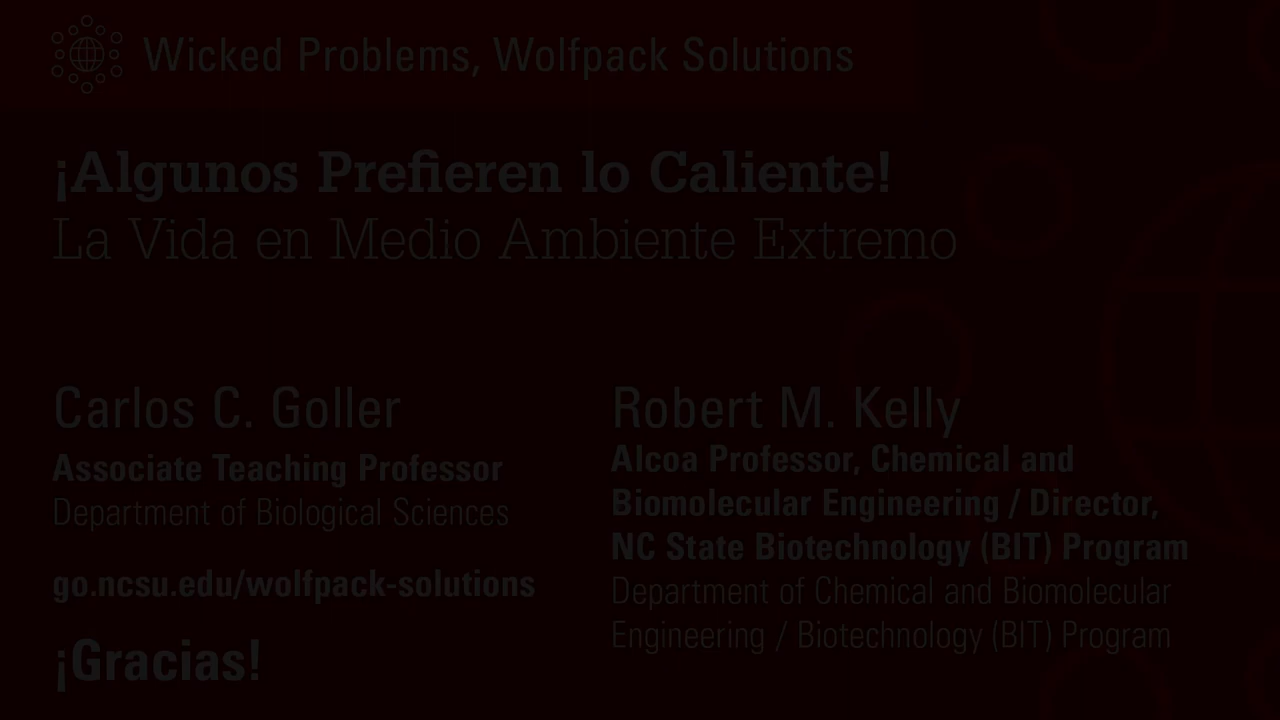 Wicked Problems, Wolfpack Solutions
¡Algunos Prefieren lo Caliente!
La Vida en Medio Ambiente Extremo
Carlos C. Goller
Associate Teaching Professor
Department of Biological Sciences
go.ncsu.edu/wolfpack-solutions
¡Gracias!
Robert M. Kelly
Alcoa Professor, Chemical and
Biomolecular Engineering / Director,
NC State Biotechnology (BIT) Program
Department of Chemical and Biomolecular
Engineering / Biotechnology (BIT) Program